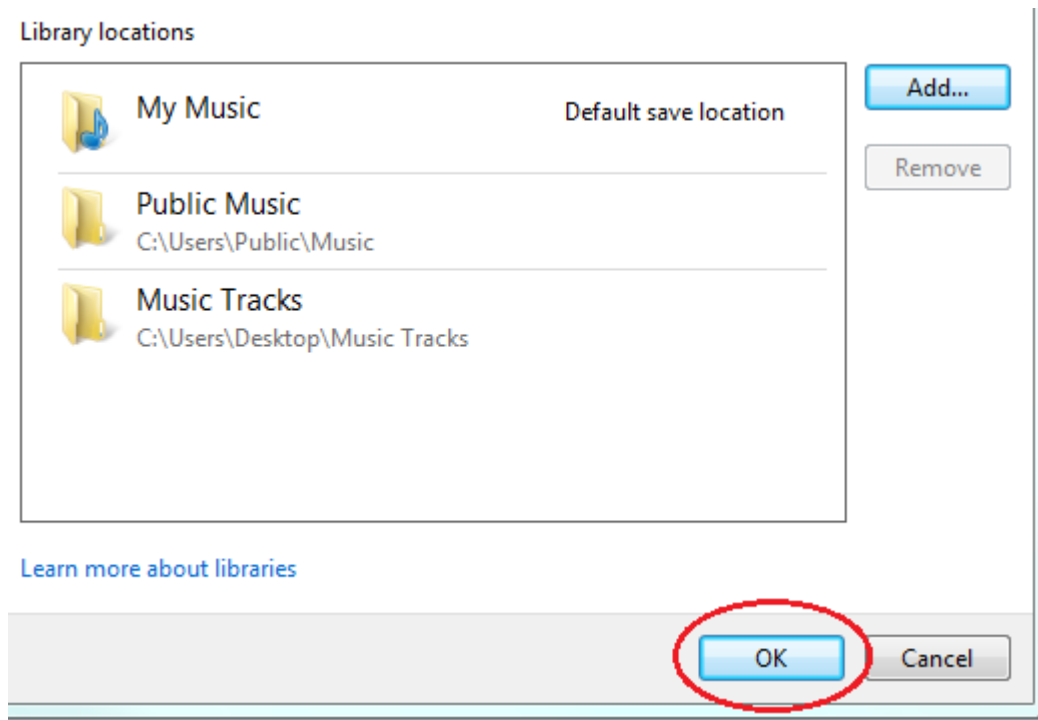 Library locations
My Music
Default save location
Add...
Remove
Public Music
C:\Users\Public\Music
Music Tracks
C:\Users\Desktop\Music Tracks
Learn more about libraries
OK
Cancel